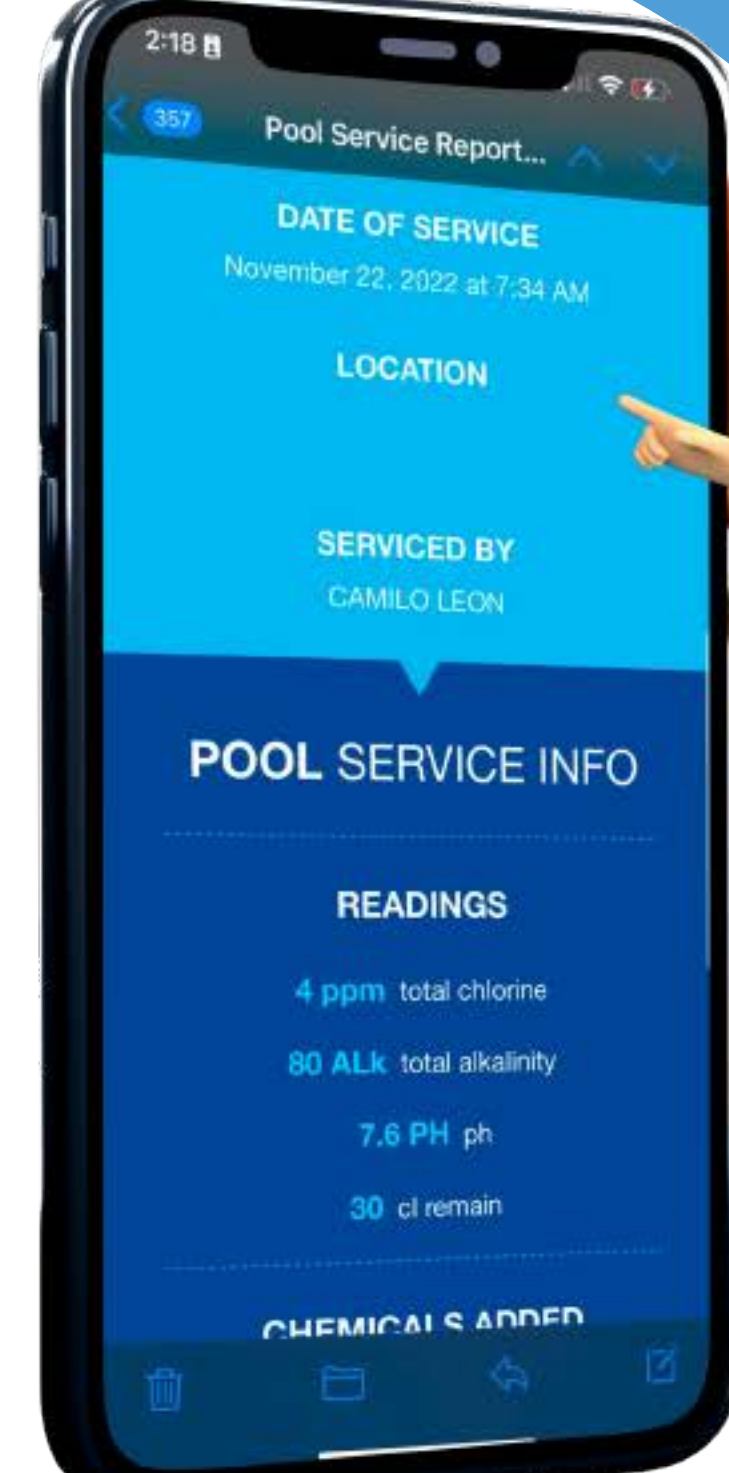 2:18
357
Pool Service Report...
DATE OF SERVICE
November 22, 2022 at 7:34 AM
LOCATION
SERVICED BY
CAMILO LEON
POOL SERVICE INFO
READINGS
4 ppm total chlorine
80 ALk total alkalinity
7.6 PH ph
30 cl remain
CHEMICALS ADDED